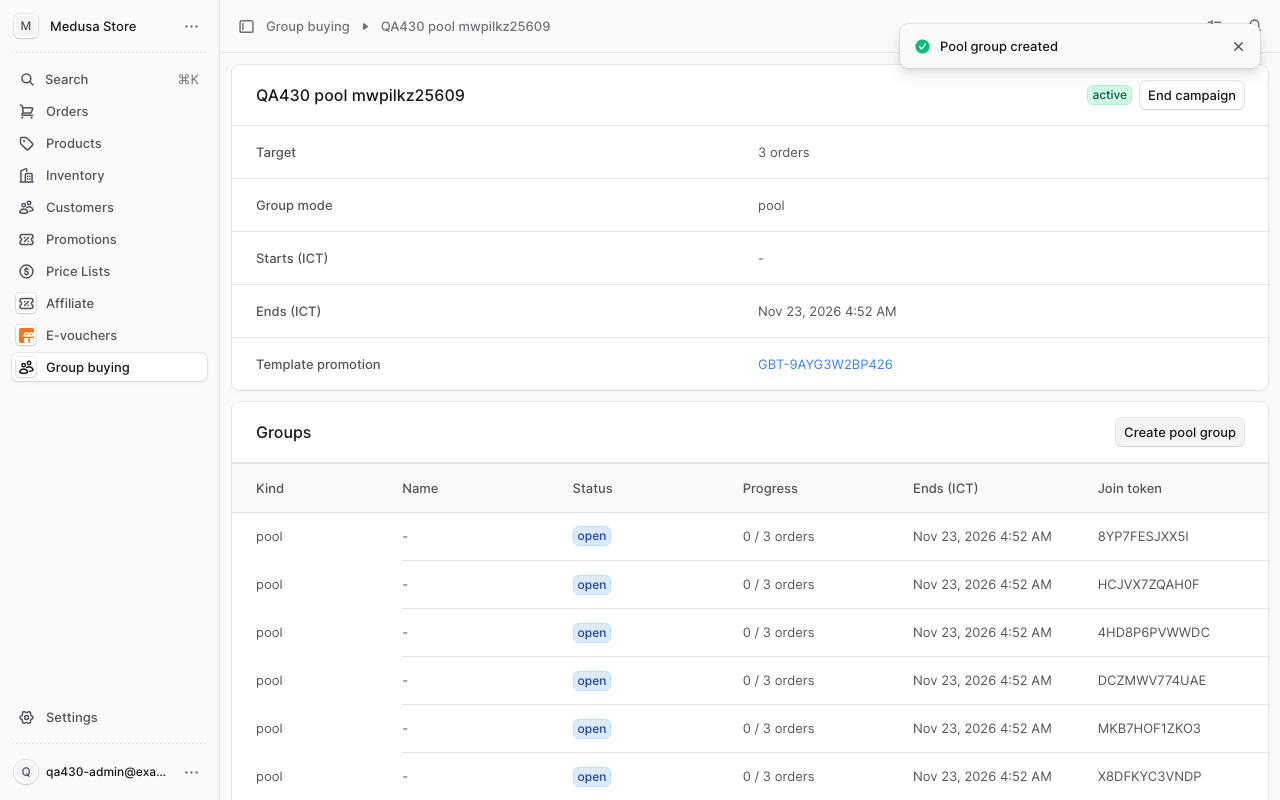 M Medusa Store
Search ⌘K
Orders
Products
Inventory
Customers
Promotions
Price Lists
Affiliate
E-vouchers
Group buying
Settings
Q qa430-admin@exa...
Group buying QA430 pool mwpilkz25609
Pool group created
QA430 pool mwpilkz25609 active End campaign
Target 3 orders
Group mode pool
Starts (ICT) -
Ends (ICT) Nov 23, 2026 4:52 AM
Template promotion GBT-9AYG3W2BP426
Groups Create pool group
Kind Name Status Progress Ends (ICT) Join token
pool - open 0 / 3 orders Nov 23, 2026 4:52 AM 8YP7FESJXX5I
pool - open 0 / 3 orders Nov 23, 2026 4:52 AM HCJVX7ZQAH0F
pool - open 0 / 3 orders Nov 23, 2026 4:52 AM 4HD8P6PVWWDC
pool - open 0 / 3 orders Nov 23, 2026 4:52 AM DCZMWV774UAE
pool - open 0 / 3 orders Nov 23, 2026 4:52 AM MKB7HOF1ZKO3
pool - open 0 / 3 orders Nov 23, 2026 4:52 AM X8DFKYC3VNDP